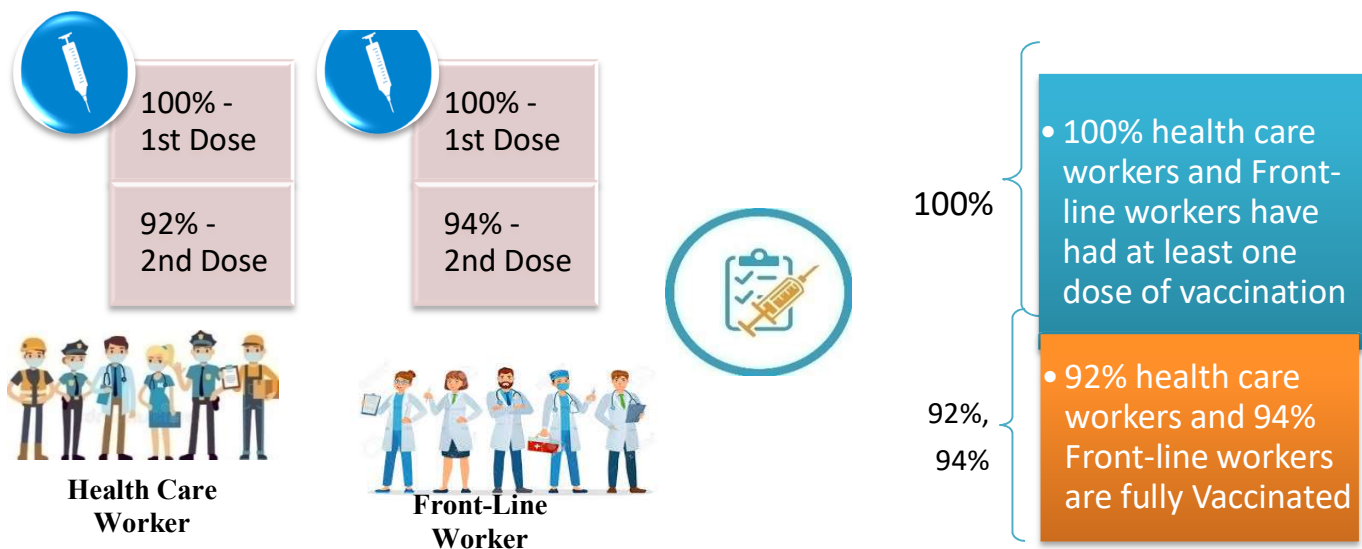 100% -
1st Dose
92% -
2nd Dose
Health Care
Worker
100% -
1st Dose
94% -
2nd Dose
Front-Line
Worker
100%
• 100% health care
workers and Front-
line workers have
had at least one
dose of vaccination
92%,
94%
• 92% health care
workers and 94%
Front-line workers
are fully Vaccinated